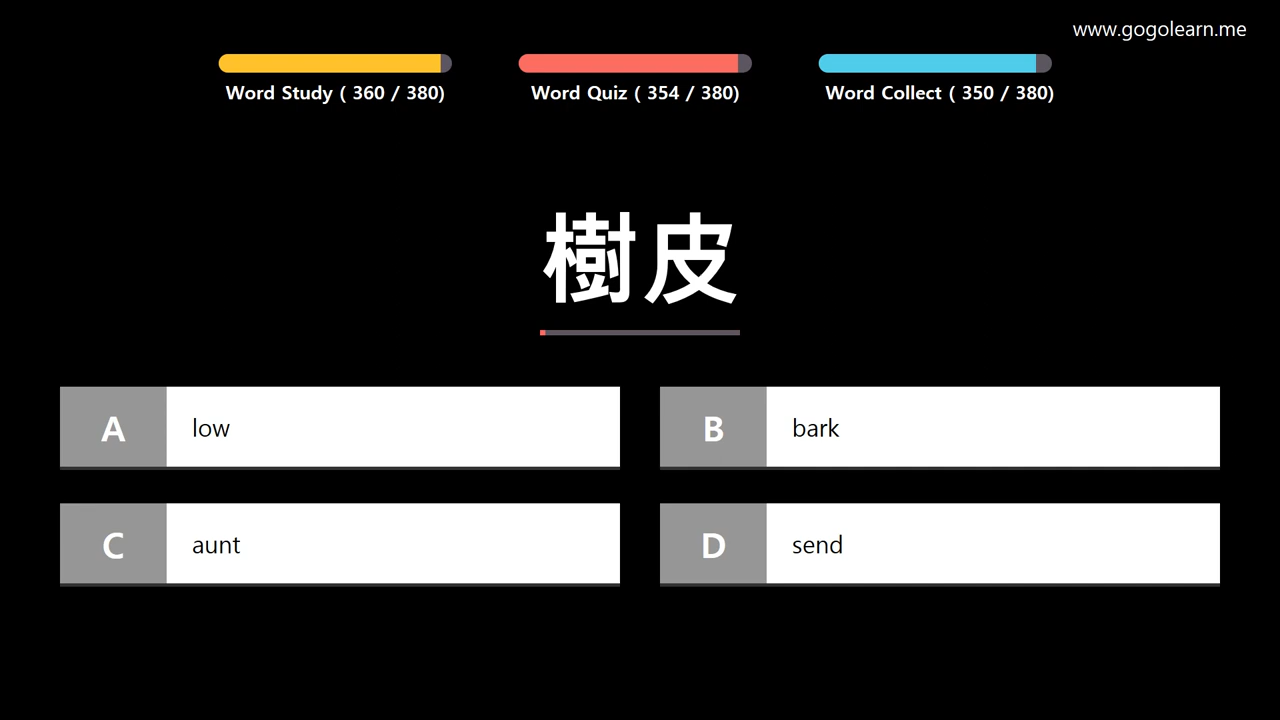 www.gogolearn.me
Word Study ( 360 / 380)
Word Quiz ( 354 / 380)
Word Collect ( 350 / 380)
樹皮
A low
B bark
C aunt
D send